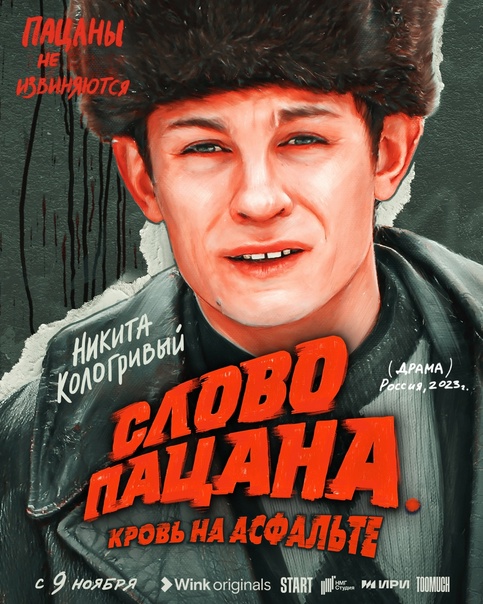 ПАЦАНЫ
НЕ
ИЗВИНЯЮТСЯ
НИКИТА
КОЛОГРИВЫЙ
(ДРАМА)
Россия, 2023г.
СЛОВО
ПАЦАНА.
КРОВЬ НА АСФАЛЬТЕ
с 9 НОЯБРЯ
Wink originals
START
НМГ
Студия
ИРИ
TOOMUCH